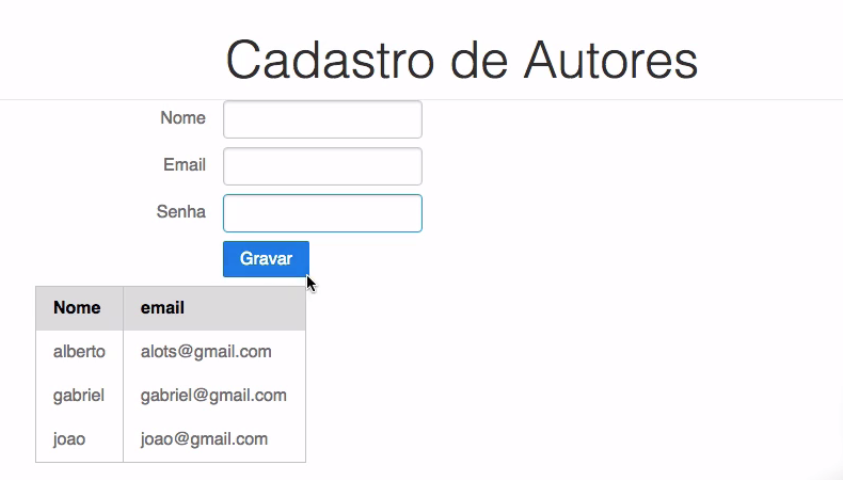 Cadastro de Autores
Nome
Email
Senha
Gravar
Nome email
alberto alots@gmail.com
gabriel gabriel@gmail.com
joao joao@gmail.com